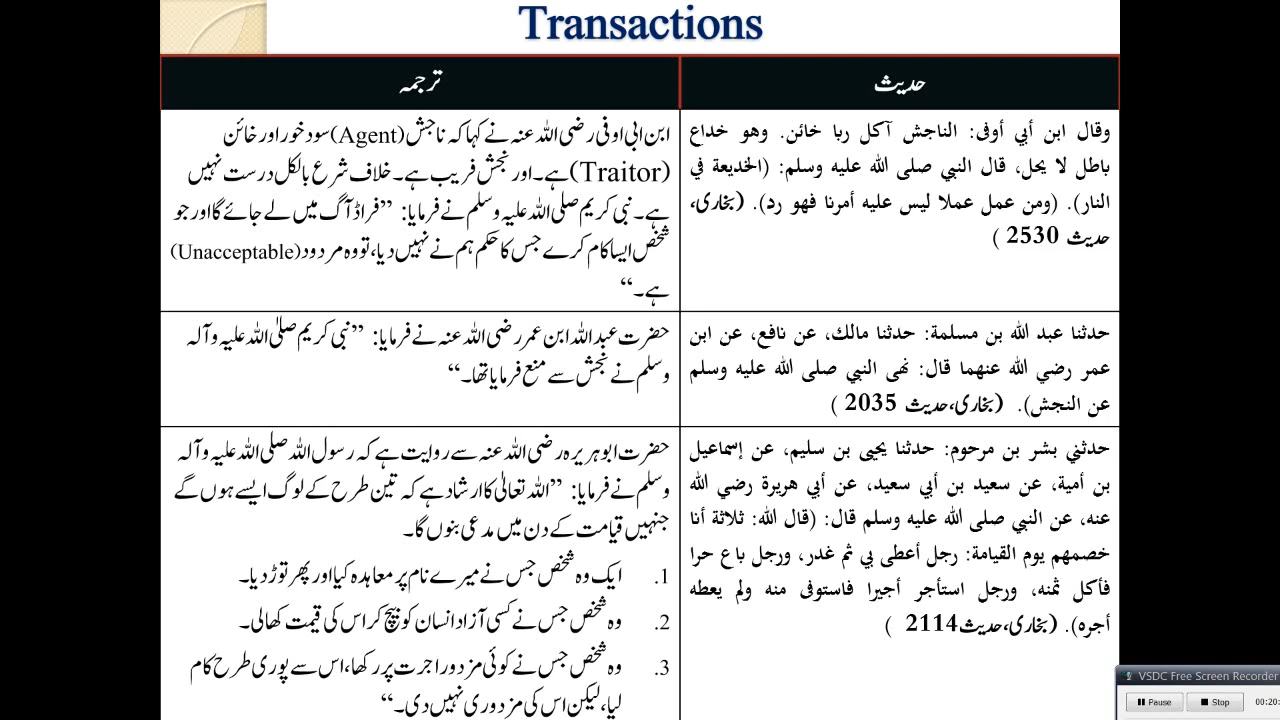 Transactions
حدیث
ترجمہ
وقال ابن أبي أوفى: الناجش آكل ربا خائن. وهو خداع
باطل لا يحل، قال النبي صلى الله عليه وسلم: (الخديعة في
النار). (ومن عمل عملا ليس عليه أمرنا فهو رد). (بخاری،
حدیث 2530 )
ابن ابی اوفی رضی اللہ عنہ نے کہا کہ ناجش (Agent) سود خور اور خائن
(Traitor) ہے۔ اور نجش فریب ہے۔ خلاف شرع بالکل درست نہیں
ہے۔ نبی کریم صلی اللہ علیہ وسلم نے فرمایا: ”فراڈ آگ میں لے جائے گا اور جو
شخص ایسا کام کرے جس کا حکم ہم نے نہیں دیا، تو وہ مردود (Unacceptable)
ہے۔“
حدثنا عبد الله بن مسلمة: حدثنا مالك، عن نافع، عن ابن
عمر رضي الله عنهما قال: نهى النبي صلى الله عليه وسلم
عن النجش). (بخاری، حدیث 2035 )
حضرت عبداللہ ابن عمر رضی اللہ عنہ نے فرمایا: ”نبی کریم صلی اللہ علیہ وآلہ
وسلم نے نجش سے منع فرمایا تھا۔“
حدثني بشر بن مرحوم: حدثنا يحيى بن سليم، عن إسماعيل
بن أمية، عن سعيد بن أبي سعيد، عن أبي هريرة رضي الله
عنه، عن النبي صلى الله عليه وسلم قال: (قال الله: ثلاثة أنا
خصمهم يوم القيامة: رجل أعطى بي ثم غدر، ورجل باع حرا
فأكل ثمنه، ورجل استأجر أجيرا فاستوفى منه ولم يعطه
أجره). (بخاری، حدیث 2114 )
حضرت ابوہریرہ رضی اللہ عنہ سے روایت ہے کہ رسول اللہ صلی اللہ علیہ وآلہ
وسلم نے فرمایا: ”اللہ تعالیٰ کا ارشاد ہے کہ تین طرح کے لوگ ایسے ہوں گے
جنہیں قیامت کے دن میں مدعی بنوں گا۔
1. ایک وہ شخص جس نے میرے نام پر معاہدہ کیا اور پھر توڑ دیا۔
2. وہ شخص جس نے کسی آزاد انسان کو بیچ کر اس کی قیمت کھالی۔
3. وہ شخص جس نے کوئی مزدور اجرت پر رکھا، اس سے پوری طرح کام
لیا، لیکن اس کی مزدوری نہیں دی۔“
VSDC Free Screen Recorder
Pause Stop 00:20: